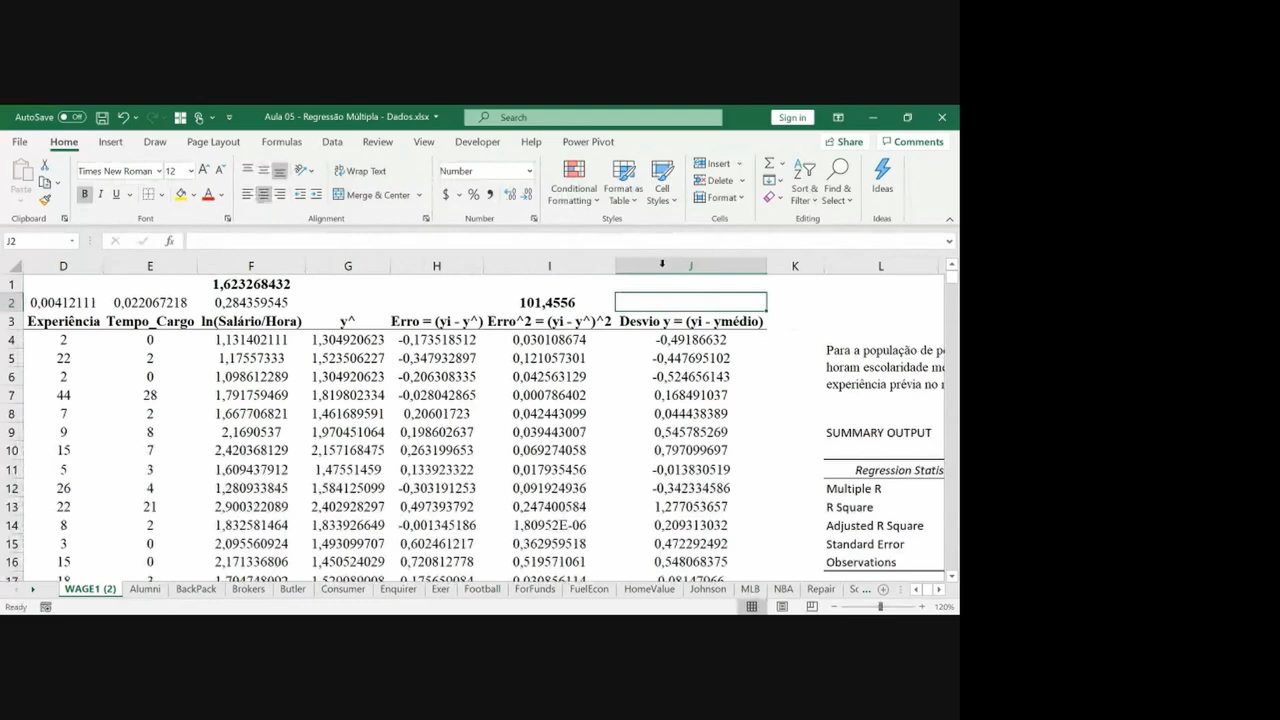 AutoSave Off Aula 05 - Regressão Múltipla - Dados.xlsx Search Sign in
File Home Insert Draw Page Layout Formulas Data Review View Developer Help Power Pivot Share Comments
Paste Times New Roman 12 A A Wrap Text Number Conditional Formatting Format as Table Cell Styles Insert Delete Format Sort & Filter Find & Select Ideas
B I U A Merge & Center $ % 9
Clipboard Font Alignment Number Styles Cells Editing Ideas
J2 fx
D E F G H I J K L
1 1,623268432
2 0,00412111 0,022067218 0,284359545 101,4556
3 Experiência Tempo_Cargo ln(Salário/Hora) y^ Erro = (yi - y^) Erro^2 = (yi - y^)^2 Desvio y = (yi - ymédio)
4 2 0 1,131402111 1,304920623 -0,173518512 0,030108674 -0,49186632
5 22 2 1,17557333 1,523506227 -0,347932897 0,121057301 -0,447695102 Para a população de p
6 2 0 1,098612289 1,304920623 -0,206308335 0,042563129 -0,524656143 horam escolaridade me
7 44 28 1,791759469 1,819802334 -0,028042865 0,000786402 0,168491037 experiência prévia no
8 7 2 1,667706821 1,461689591 0,20601723 0,042443099 0,044438389
9 9 8 2,1690537 1,970451064 0,198602637 0,039443007 0,545785269 SUMMARY OUTPUT
10 15 7 2,420368129 2,157168475 0,263199653 0,069274058 0,797099697
11 5 3 1,609437912 1,47551459 0,133923322 0,017935456 -0,013830519 Regression Statis
12 26 4 1,280933845 1,584125099 -0,303191253 0,091924936 -0,342334586 Multiple R
13 22 21 2,900322089 2,402928297 0,497393792 0,247400584 1,277053657 R Square
14 8 2 1,832581464 1,833926649 -0,001345186 1,80952E-06 0,209313032 Adjusted R Square
15 3 0 2,095560924 1,493099707 0,602461217 0,362959518 0,472292492 Standard Error
16 15 0 2,171336806 1,450524029 0,720812778 0,519571061 0,548068375 Observations
WAGE1 (2) Alumni BackPack Brokers Butler Consumer Enquirer Exer Football ForFunds FuelEcon HomeValue Johnson MLB NBA Repair Sc ...
Ready 120%